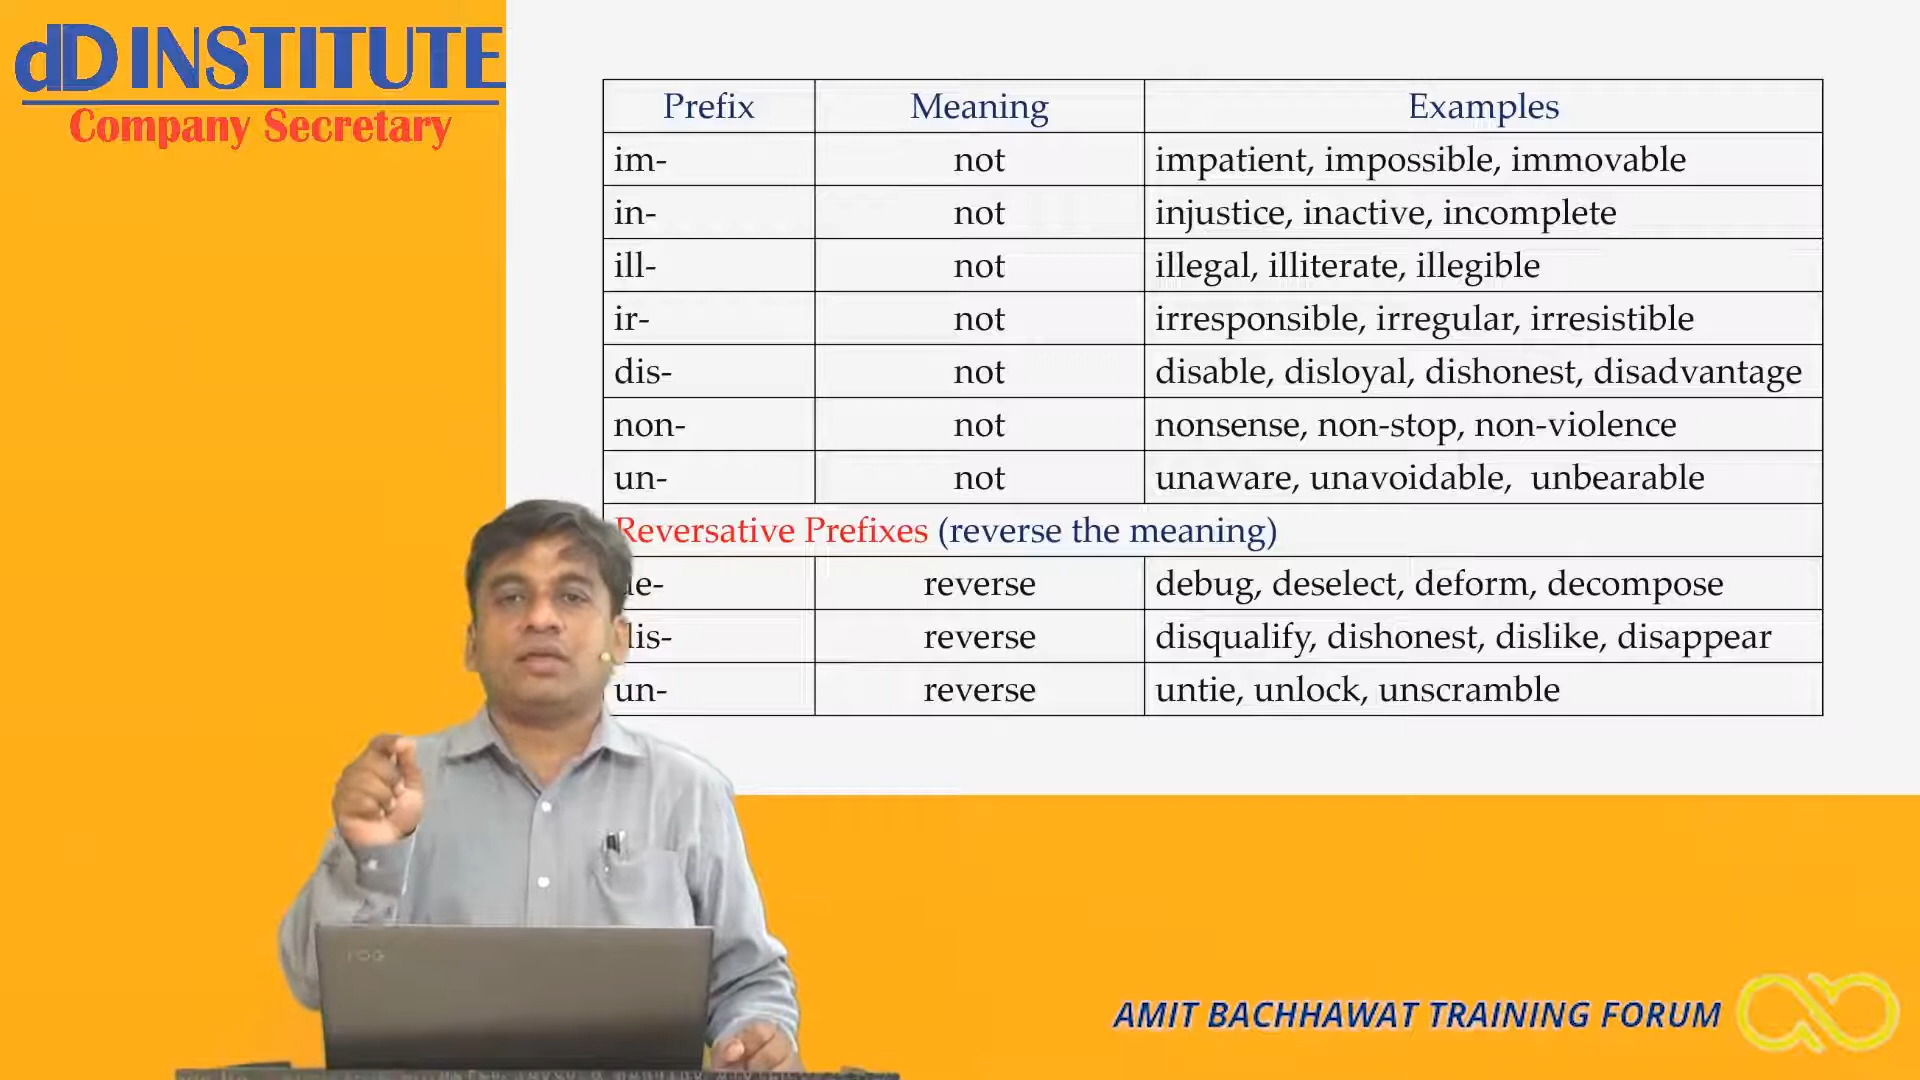 dD INSTITUTE
Company Secretary
Prefix Meaning Examples
im- not impatient, impossible, immovable
in- not injustice, inactive, incomplete
ill- not illegal, illiterate, illegible
ir- not irresponsible, irregular, irresistible
dis- not disable, disloyal, dishonest, disadvantage
non- not nonsense, non-stop, non-violence
un- not unaware, unavoidable, unbearable
Reversative Prefixes (reverse the meaning)
de- reverse debug, deselect, deform, decompose
dis- reverse disqualify, dishonest, dislike, disappear
un- reverse untie, unlock, unscramble
AMIT BACHHAWAT TRAINING FORUM